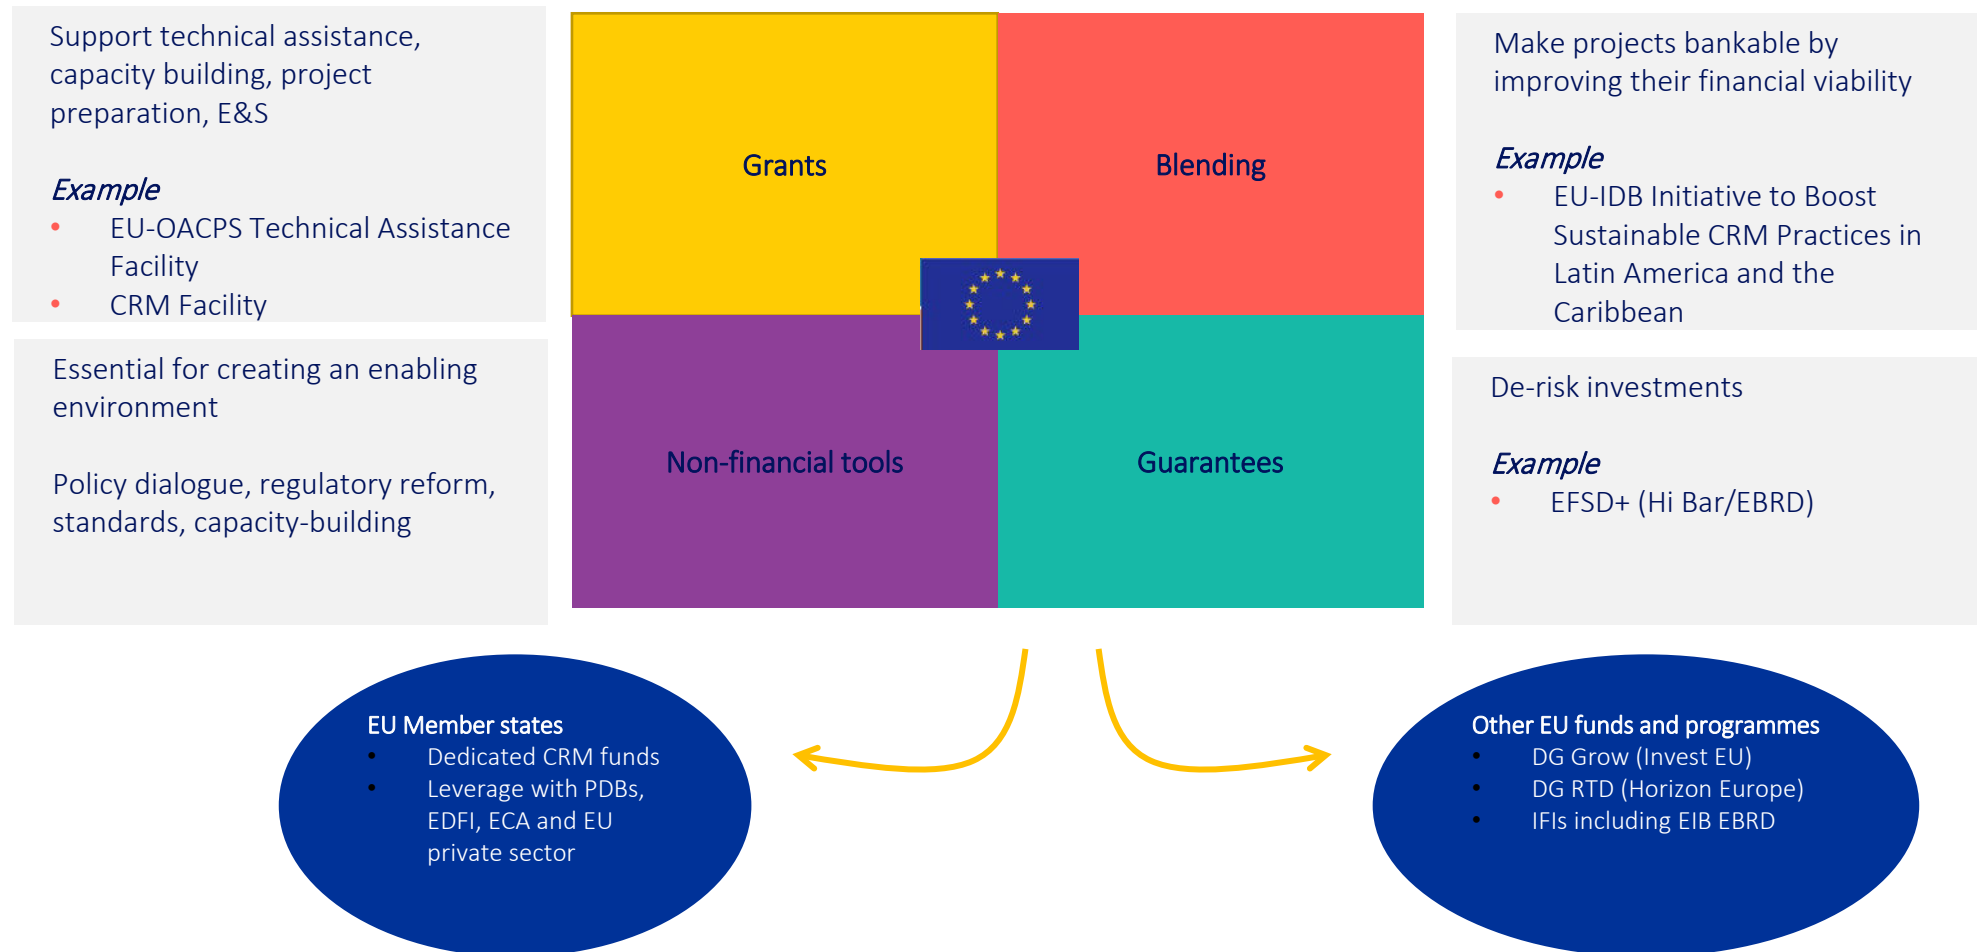 Support technical assistance,
capacity building, project
preparation, E&S
Example
• EU-OACPS Technical Assistance
Facility
• CRM Facility
Grants
Blending
Make projects bankable by
improving their financial viability
Example
• EU-IDB Initiative to Boost
Sustainable CRM Practices in
Latin America and the
Caribbean
Essential for creating an enabling
environment
Policy dialogue, regulatory reform,
standards, capacity-building
Non-financial tools
Guarantees
De-risk investments
Example
• EFSD+ (Hi Bar/EBRD)
EU Member states
• Dedicated CRM funds
• Leverage with PDBs,
EDFI, ECA and EU
private sector
Other EU funds and programmes
• DG Grow (Invest EU)
• DG RTD (Horizon Europe)
• IFIs including EIB EBRD